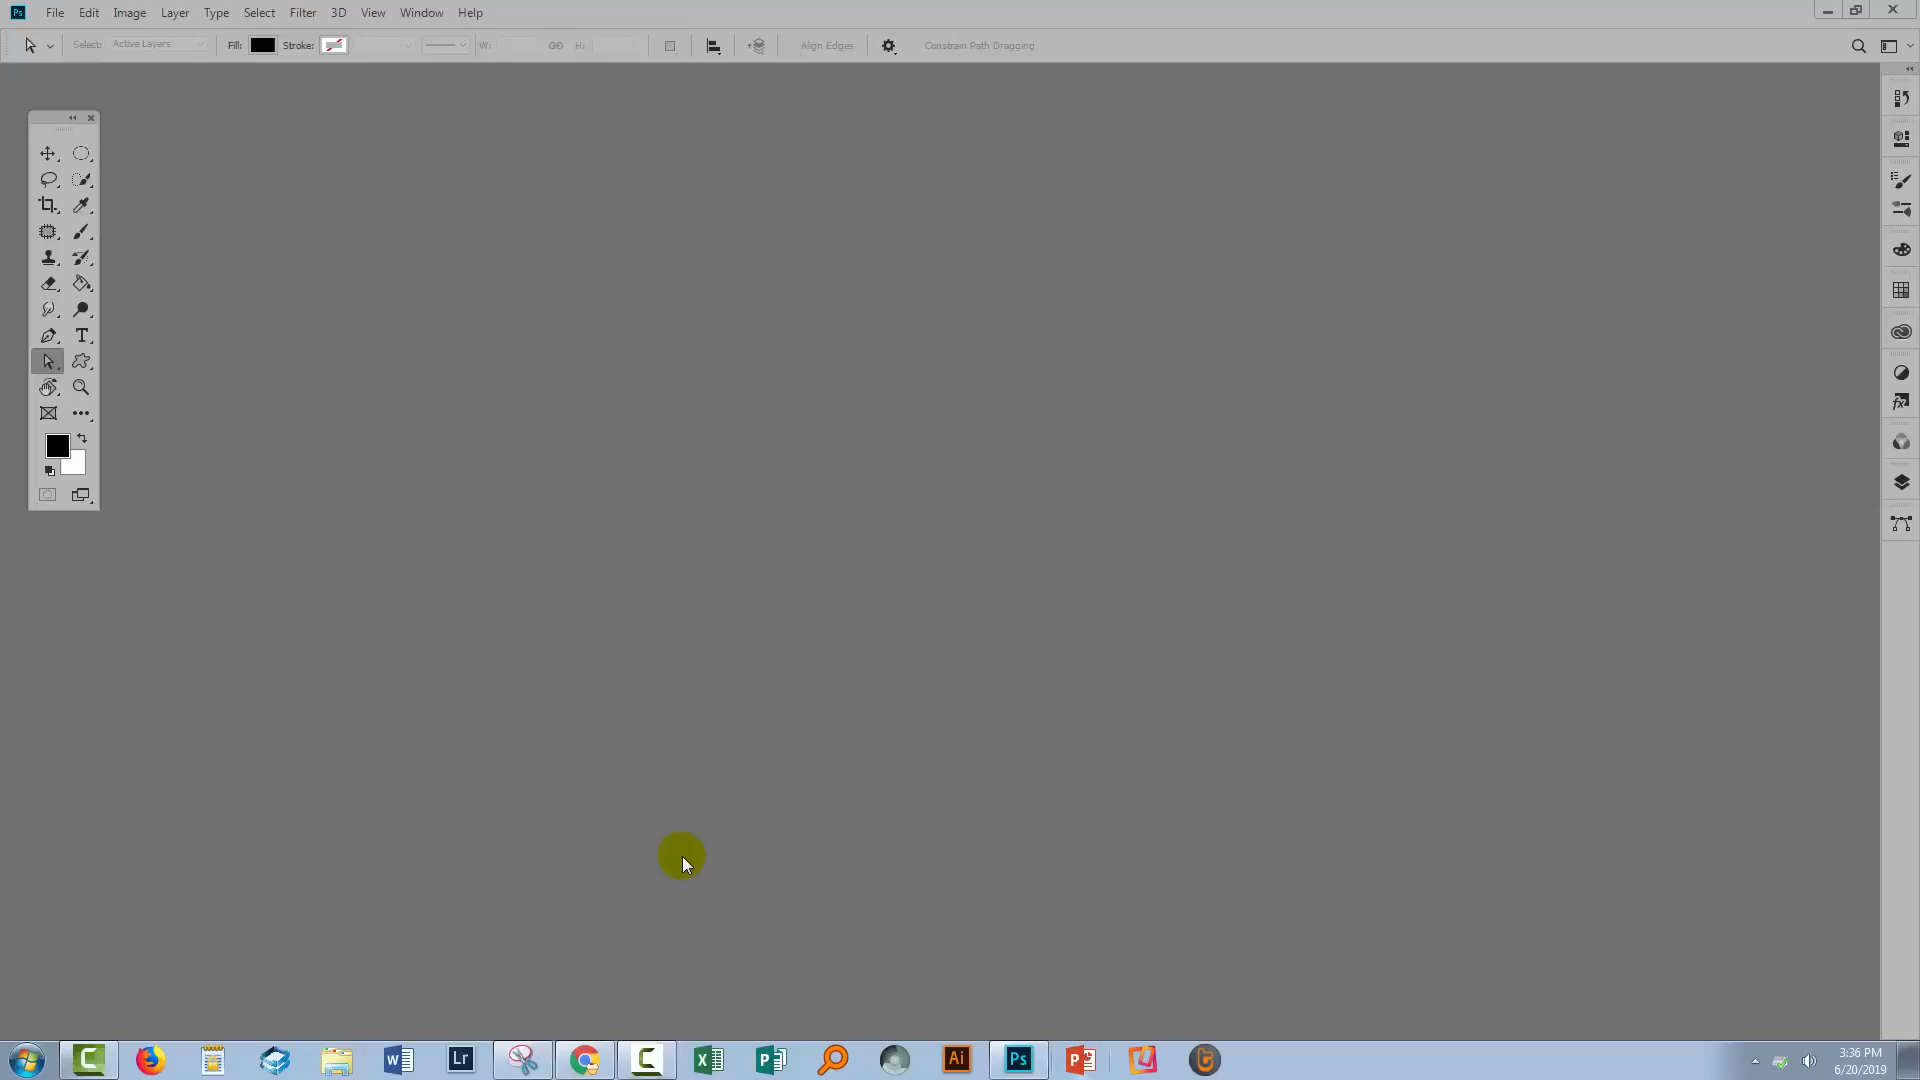 Ps File Edit Image Layer Type Select Filter 3D View Window Help
Select: Active Layers Fill: Stroke: W: H: Align Edges Constrain Path Dragging
T
fx
W Lr X P Ai Ps P
3:36 PM
6/20/2019